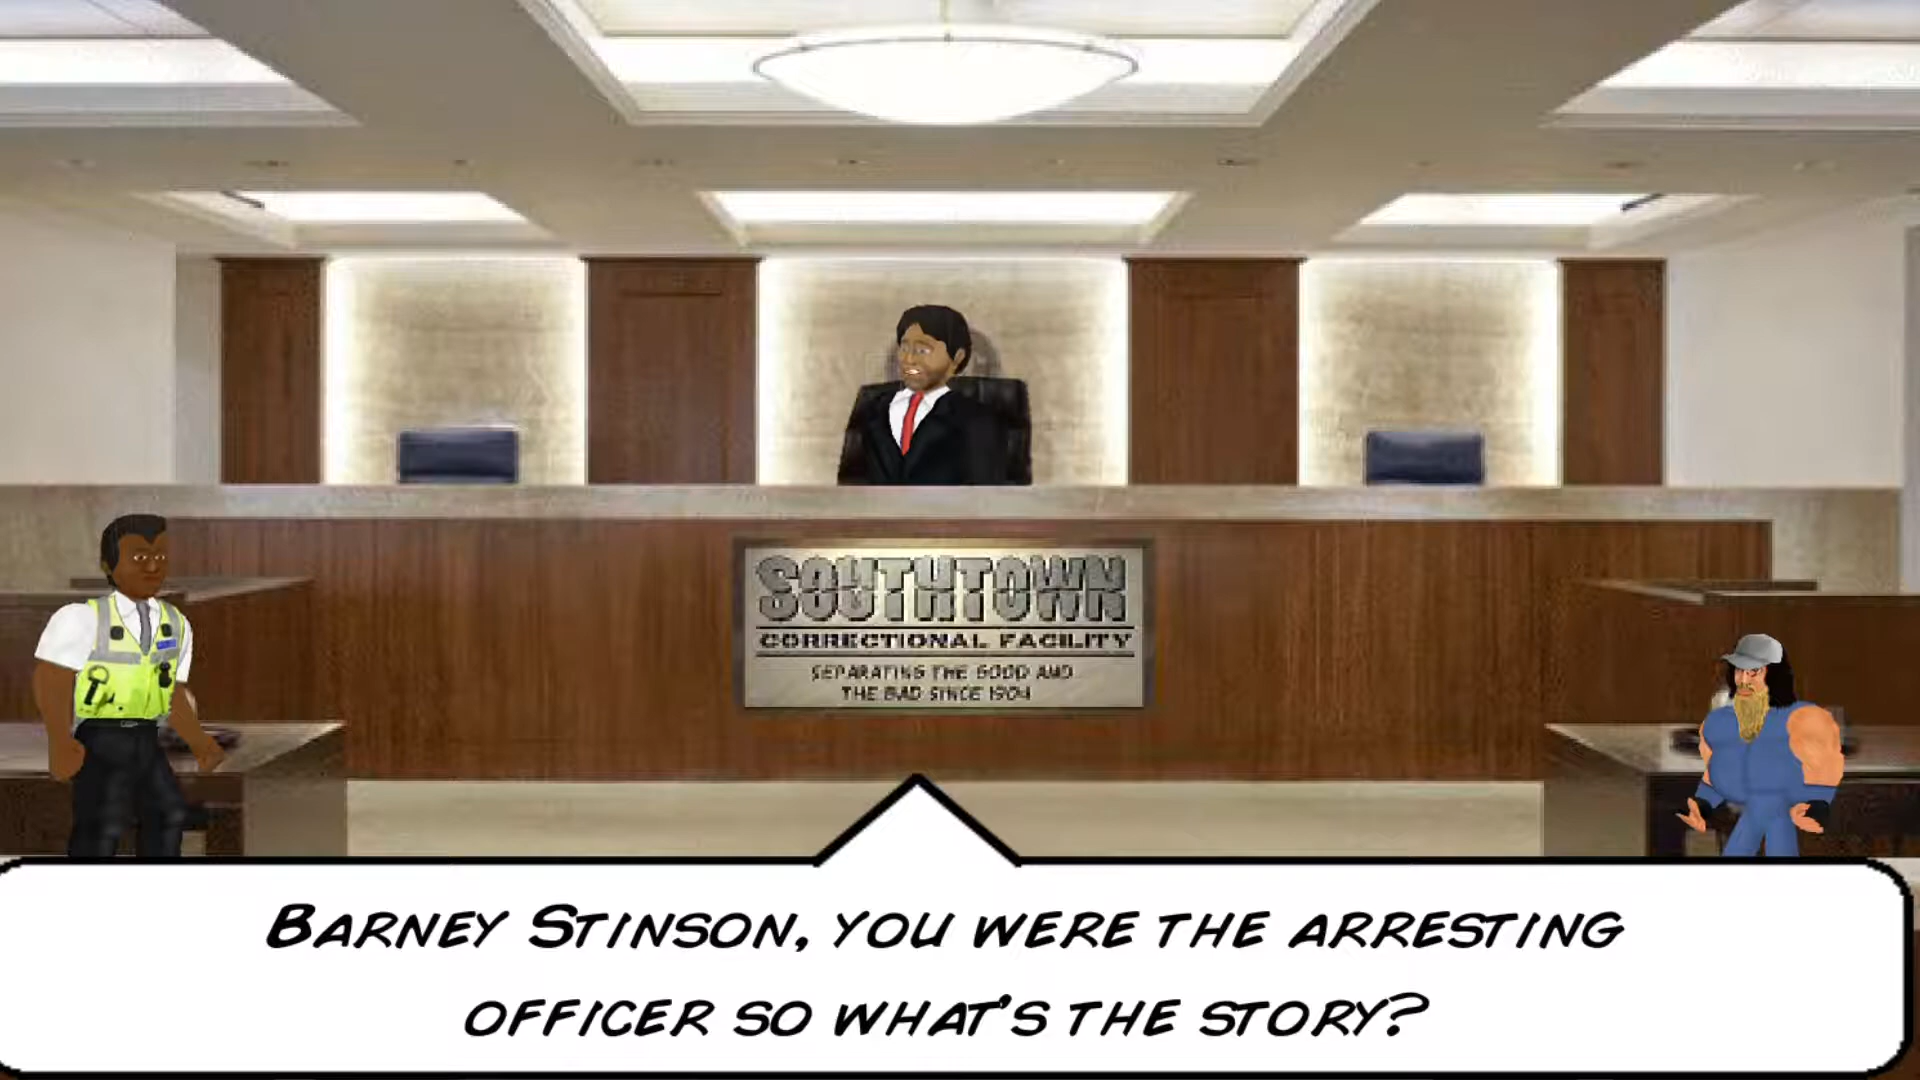 SOUTHTOWN
CORRECTIONAL FACILITY
SEPARATING THE GOOD AND
THE BAD SINCE 1904
BARNEY STINSON, YOU WERE THE ARRESTING
OFFICER SO WHAT'S THE STORY?